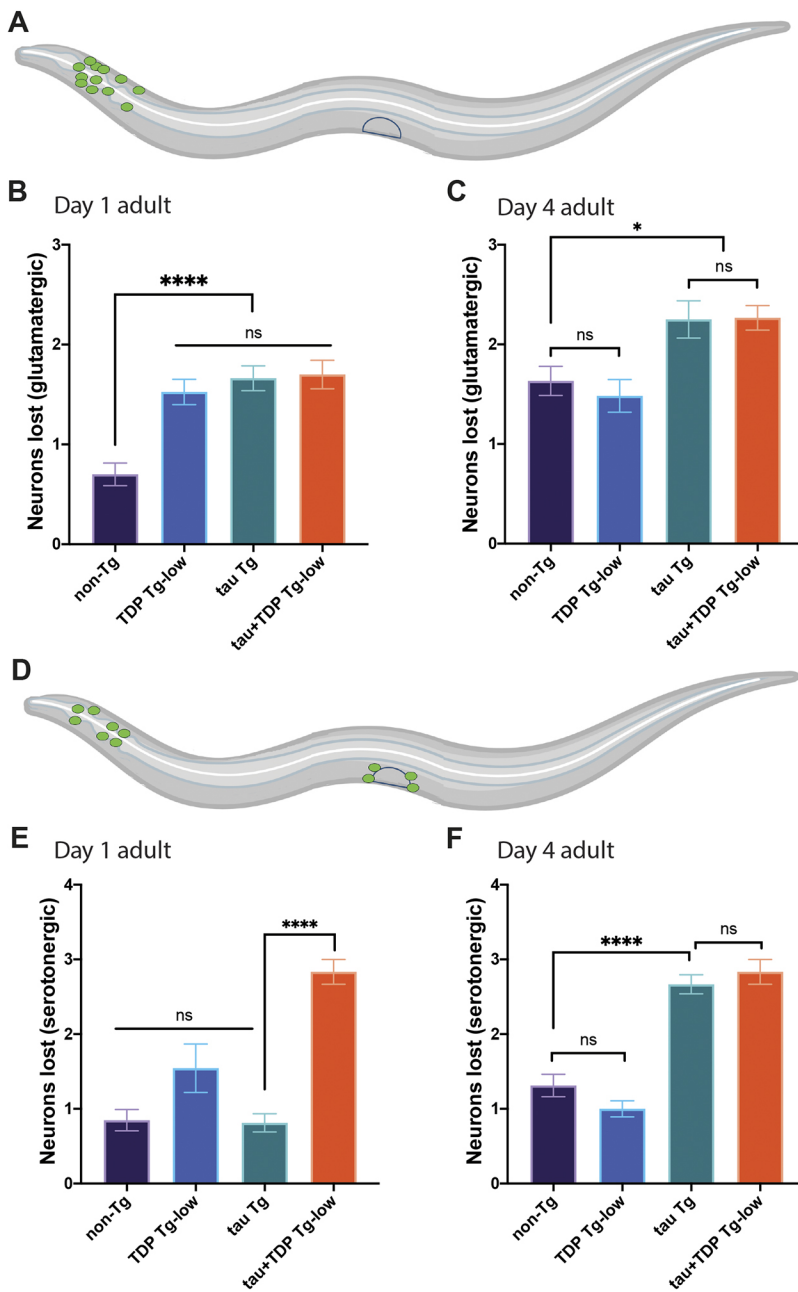 A
B Day 1 adult
Neurons lost (glutamatergic)
3
2
1
0
****
ns
non-Tg
TDP Tg-low
tau Tg
tau+TDP Tg-low
C Day 4 adult
Neurons lost (glutamatergic)
3
2
1
0
*
ns
ns
non-Tg
TDP Tg-low
tau Tg
tau+TDP Tg-low
D
E Day 1 adult
Neurons lost (serotonergic)
4
3
2
1
0
****
ns
non-Tg
TDP Tg-low
tau Tg
tau+TDP Tg-low
F Day 4 adult
Neurons lost (serotonergic)
4
3
2
1
0
****
ns
ns
non-Tg
TDP Tg-low
tau Tg
tau+TDP Tg-low